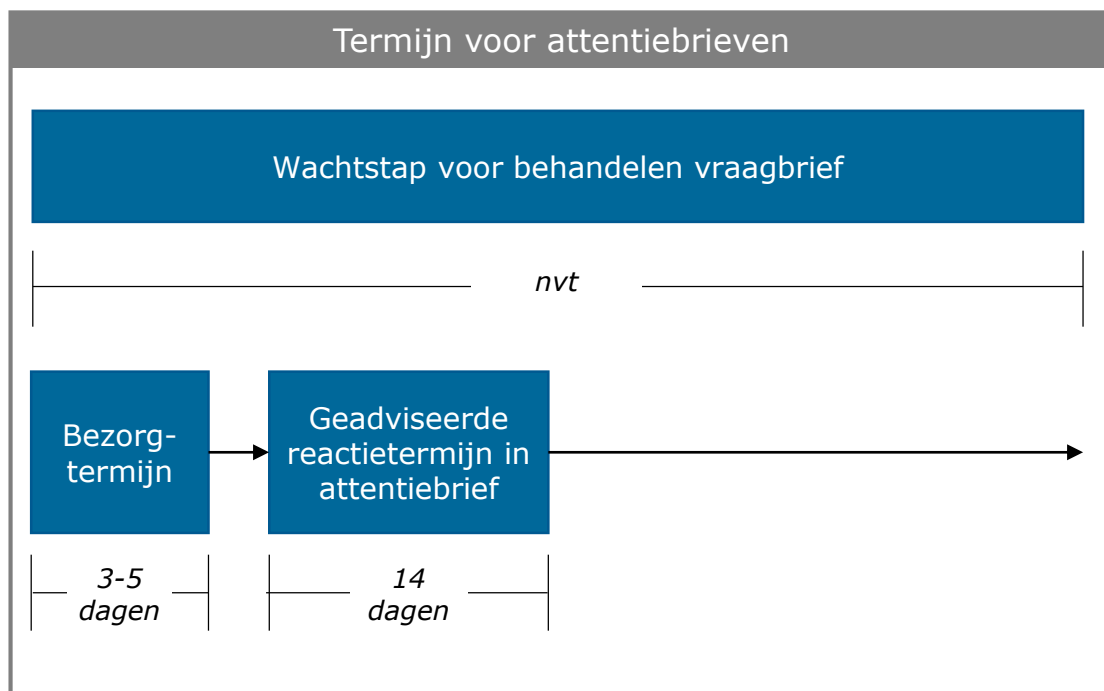 Termijn voor attentiebrieven
Wachtstap voor behandelen vraagbrief
nvt
Bezorg-
termijn
Geadviseerde
reactietermijn in
attentiebrief
3-5
dagen
14
dagen